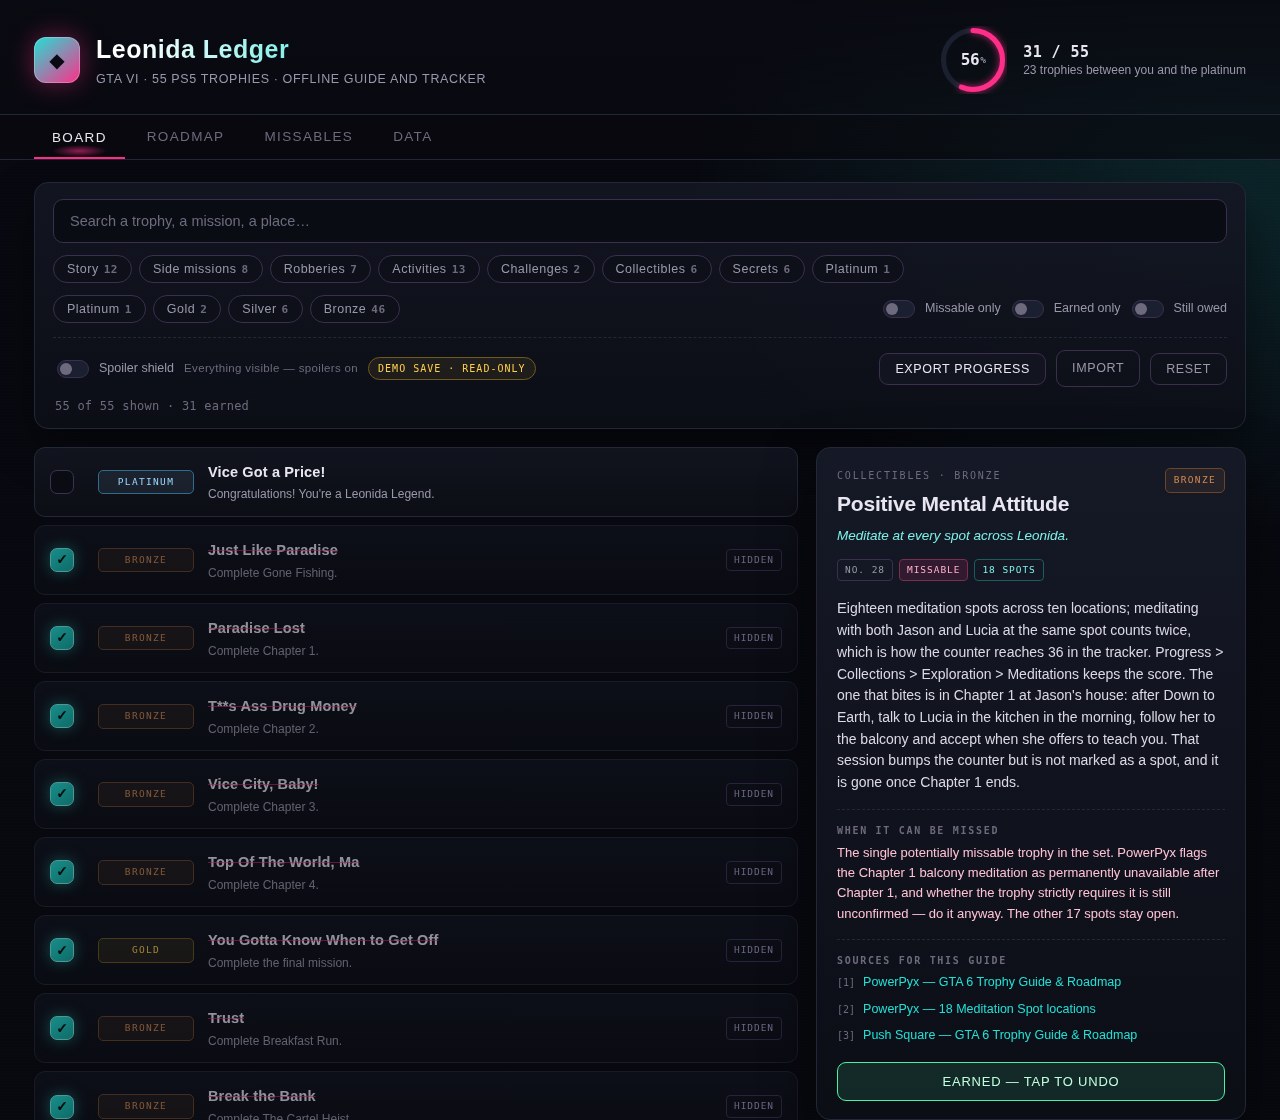 Leonida Ledger
GTA VI · 55 PS5 TROPHIES · OFFLINE GUIDE AND TRACKER
56%
31 / 55
23 trophies between you and the platinum
BOARD
ROADMAP
MISSABLES
DATA
Search a trophy, a mission, a place…
Story 12
Side missions 8
Robberies 7
Activities 13
Challenges 2
Collectibles 6
Secrets 6
Platinum 1
Platinum 1
Gold 2
Silver 6
Bronze 46
Missable only
Earned only
Still owed
Spoiler shield
Everything visible — spoilers on
DEMO SAVE · READ-ONLY
EXPORT PROGRESS
IMPORT
RESET
55 of 55 shown · 31 earned
PLATINUM
Vice Got a Price!
Congratulations! You're a Leonida Legend.
BRONZE
Just Like Paradise
Complete Gone Fishing.
HIDDEN
BRONZE
Paradise Lost
Complete Chapter 1.
HIDDEN
BRONZE
T**s Ass Drug Money
Complete Chapter 2.
HIDDEN
BRONZE
Vice City, Baby!
Complete Chapter 3.
HIDDEN
BRONZE
Top Of The World, Ma
Complete Chapter 4.
HIDDEN
GOLD
You Gotta Know When to Get Off
Complete the final mission.
HIDDEN
BRONZE
Trust
Complete Breakfast Run.
HIDDEN
BRONZE
Break the Bank
Complete The Cartel Heist.
HIDDEN
COLLECTIBLES · BRONZE
BRONZE
Positive Mental Attitude
Meditate at every spot across Leonida.
NO. 28
MISSABLE
18 SPOTS
Eighteen meditation spots across ten locations; meditating
with both Jason and Lucia at the same spot counts twice,
which is how the counter reaches 36 in the tracker. Progress >
Collections > Exploration > Meditations keeps the score. The
one that bites is in Chapter 1 at Jason's house: after Down to
Earth, talk to Lucia in the kitchen in the morning, follow her to
the balcony and accept when she offers to teach you. That
session bumps the counter but is not marked as a spot, and it
is gone once Chapter 1 ends.
WHEN IT CAN BE MISSED
The single potentially missable trophy in the set. PowerPyx flags
the Chapter 1 balcony meditation as permanently unavailable after
Chapter 1, and whether the trophy strictly requires it is still
unconfirmed — do it anyway. The other 17 spots stay open.
SOURCES FOR THIS GUIDE
[1] PowerPyx — GTA 6 Trophy Guide & Roadmap
[2] PowerPyx — 18 Meditation Spot locations
[3] Push Square — GTA 6 Trophy Guide & Roadmap
EARNED — TAP TO UNDO